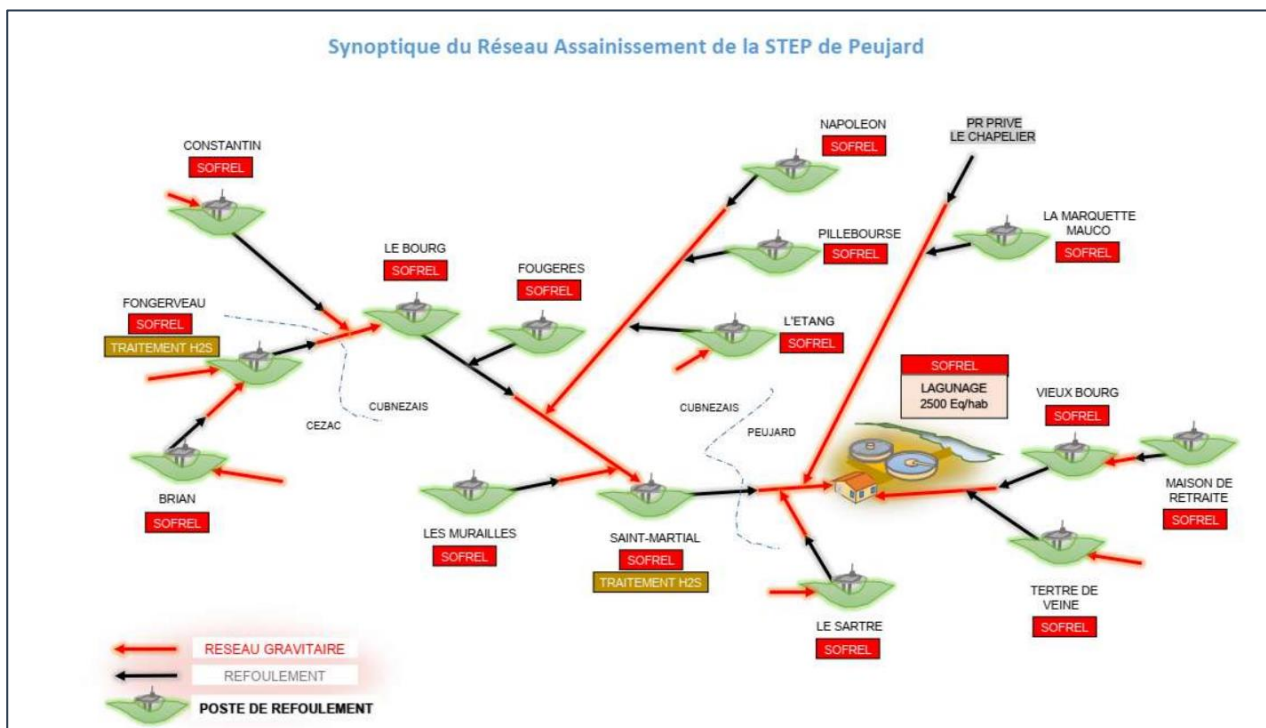 Synoptique du Réseau Assainissement de la STEP de Peujard
CONSTANTIN
SOFREL
NAPOLEON
SOFREL
PR PRIVE
LE CHAPELIER
LE BOURG
SOFREL
FOUGERES
SOFREL
PILLEBOURSE
SOFREL
LA MARQUETTE
MAUCO
SOFREL
FONGERVEAU
SOFREL
TRAITEMENT H2S
L'ETANG
SOFREL
CUBNEZAIS
CEZAC
SOFREL
LAGUNAGE
2500 Eq/hab
CUBNEZAIS
PEUJARD
VIEUX BOURG
SOFREL
BRIAN
SOFREL
LES MURAILLES
SOFREL
SAINT-MARTIAL
SOFREL
TRAITEMENT H2S
MAISON DE
RETRAITE
SOFREL
LE SARTRE
SOFREL
TERTRE DE
VEINE
SOFREL
RESEAU GRAVITAIRE
REFOULEMENT
POSTE DE REFOULEMENT